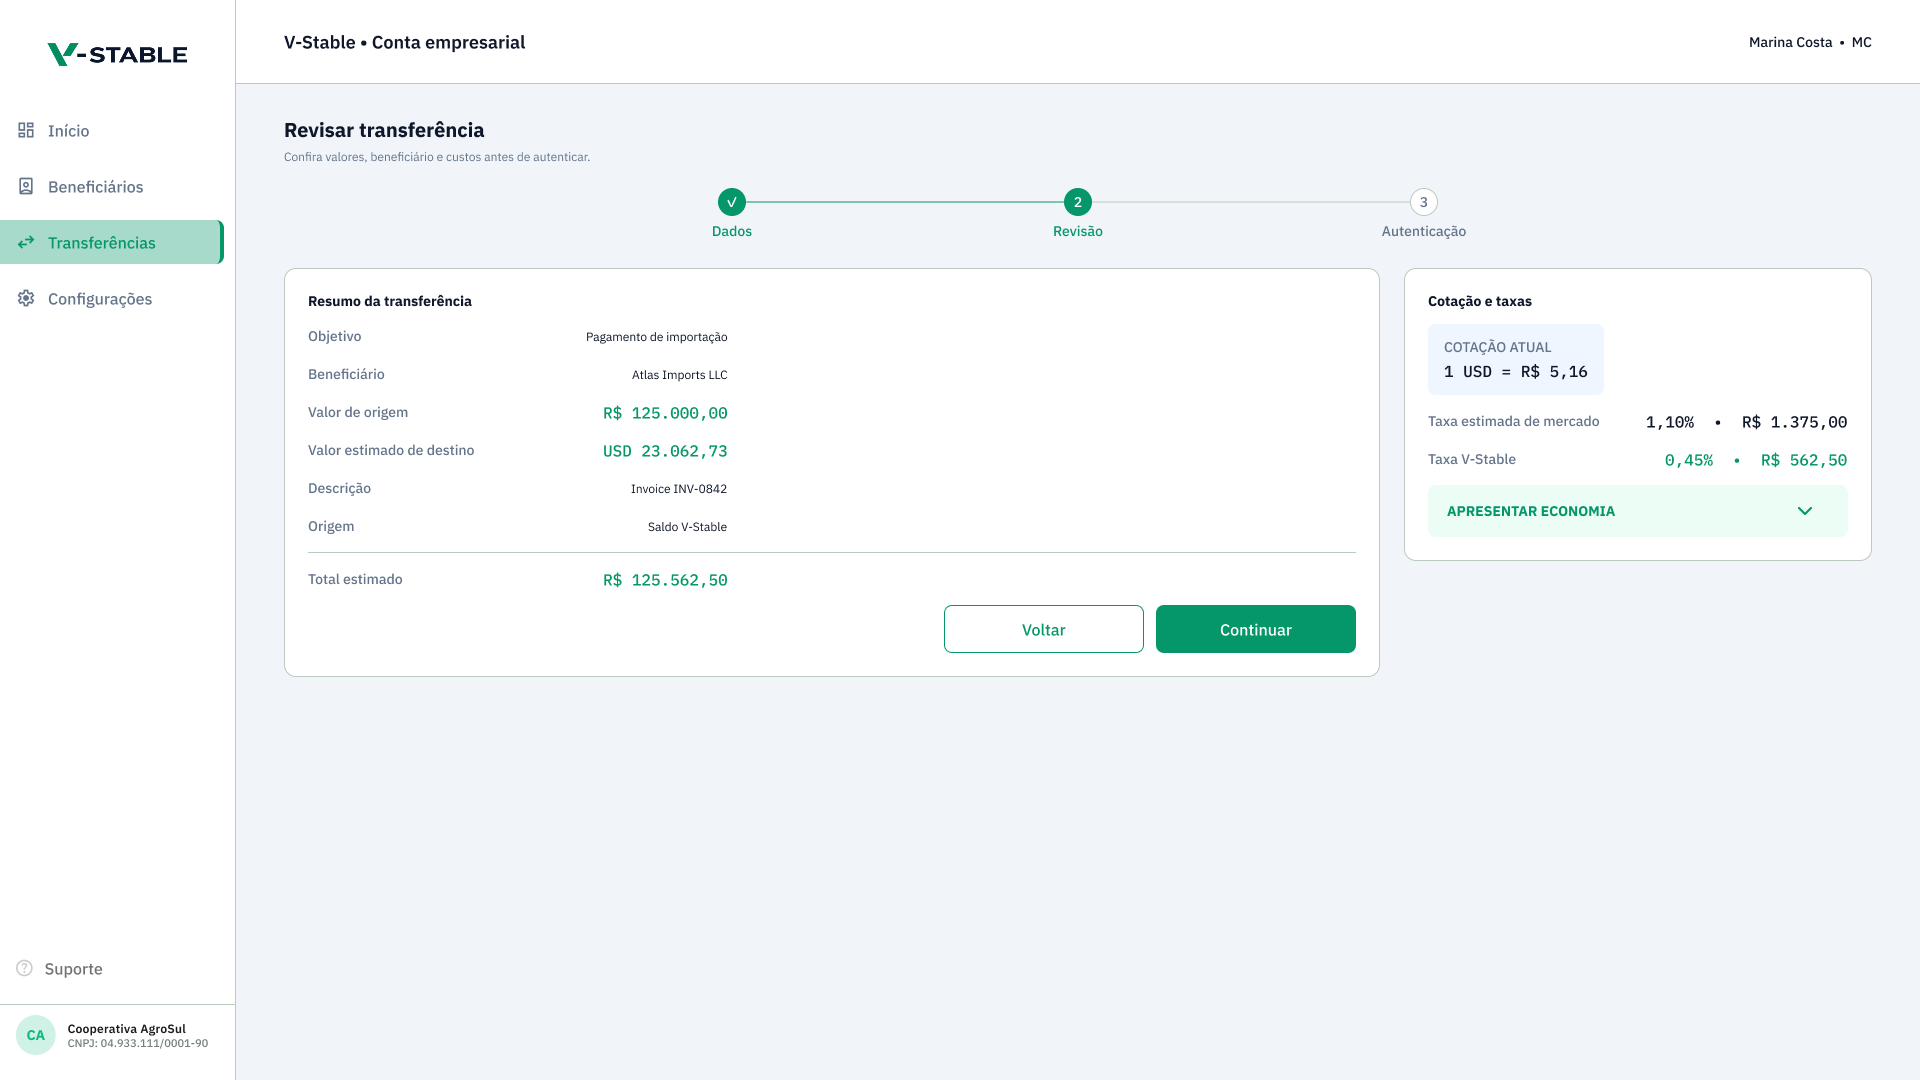 V-STABLE
Início
Beneficiários
Transferências
Configurações
Suporte
CA
Cooperativa AgroSul
CNPJ: 04.933.111/0001-90
V-Stable • Conta empresarial
Marina Costa • MC
Revisar transferência
Confira valores, beneficiário e custos antes de autenticar.
Dados
2
Revisão
3
Autenticação
Resumo da transferência
Objetivo Pagamento de importação
Beneficiário Atlas Imports LLC
Valor de origem R$ 125.000,00
Valor estimado de destino USD 23.062,73
Descrição Invoice INV-0842
Origem Saldo V-Stable
Total estimado R$ 125.562,50
Voltar
Continuar
Cotação e taxas
COTAÇÃO ATUAL
1 USD = R$ 5,16
Taxa estimada de mercado 1,10% • R$ 1.375,00
Taxa V-Stable 0,45% • R$ 562,50
APRESENTAR ECONOMIA